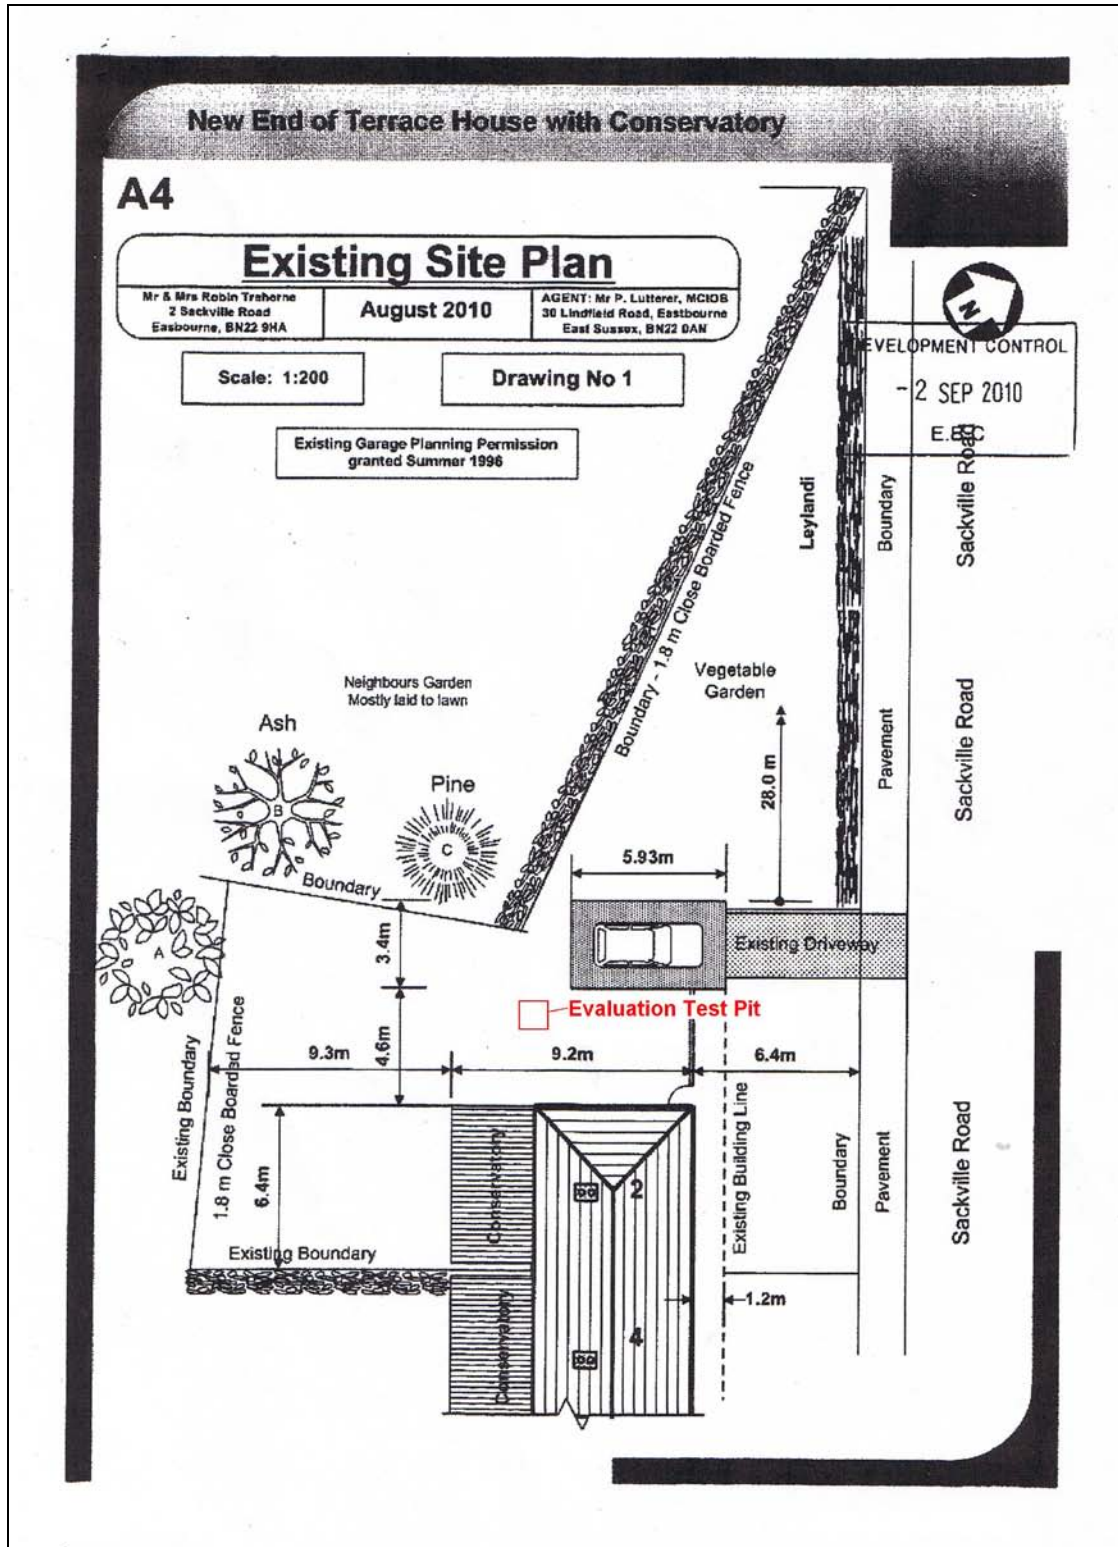 New End of Terrace House with Conservatory
A4
Existing Site Plan
Mr & Mrs Robin Trehorne
2 Sackville Road
Easbourne, BN22 9HA
August 2010
AGENT: Mr P. Lutterer, MCIOB
30 Lindfield Road, Eastbourne
East Sussex, BN22 0AN
Scale: 1:200
Drawing No 1
Existing Garage Planning Permission
granted Summer 1996
N
DEVELOPMENT CONTROL
- 2 SEP 2010
E.B.C
Sackville Road
Boundary
Leylandi
Boundary - 1.8 m Close Boarded Fence
Sackville Road
Vegetable
Garden
Neighbours Garden
Mostly laid to lawn
Ash
B
Pine
C
28.0 m
Pavement
Sackville Road
5.93m
Boundary
A
3.4m
Existing Driveway
Evaluation Test Pit
9.3m
4.6m
9.2m
6.4m
Existing Boundary
1.8 m Close Boarded Fence
6.4m
Conservatory
2
Existing Building Line
Boundary
Pavement
Sackville Road
Existing Boundary
Conservatory
4
1.2m